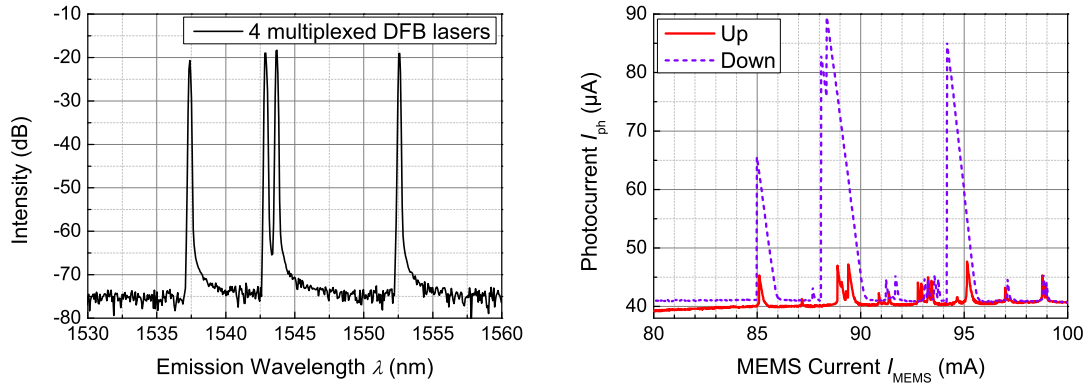 4 multiplexed DFB lasers
-10
-20
-30
-40
-50
-60
-70
-80
1530 1535 1540 1545 1550 1555 1560
Intensity (dB)
Emission Wavelength λ (nm)
Up
Down
90
80
70
60
50
40
80 85 90 95 100
Photocurrent I_ph (µA)
MEMS Current I_MEMS (mA)